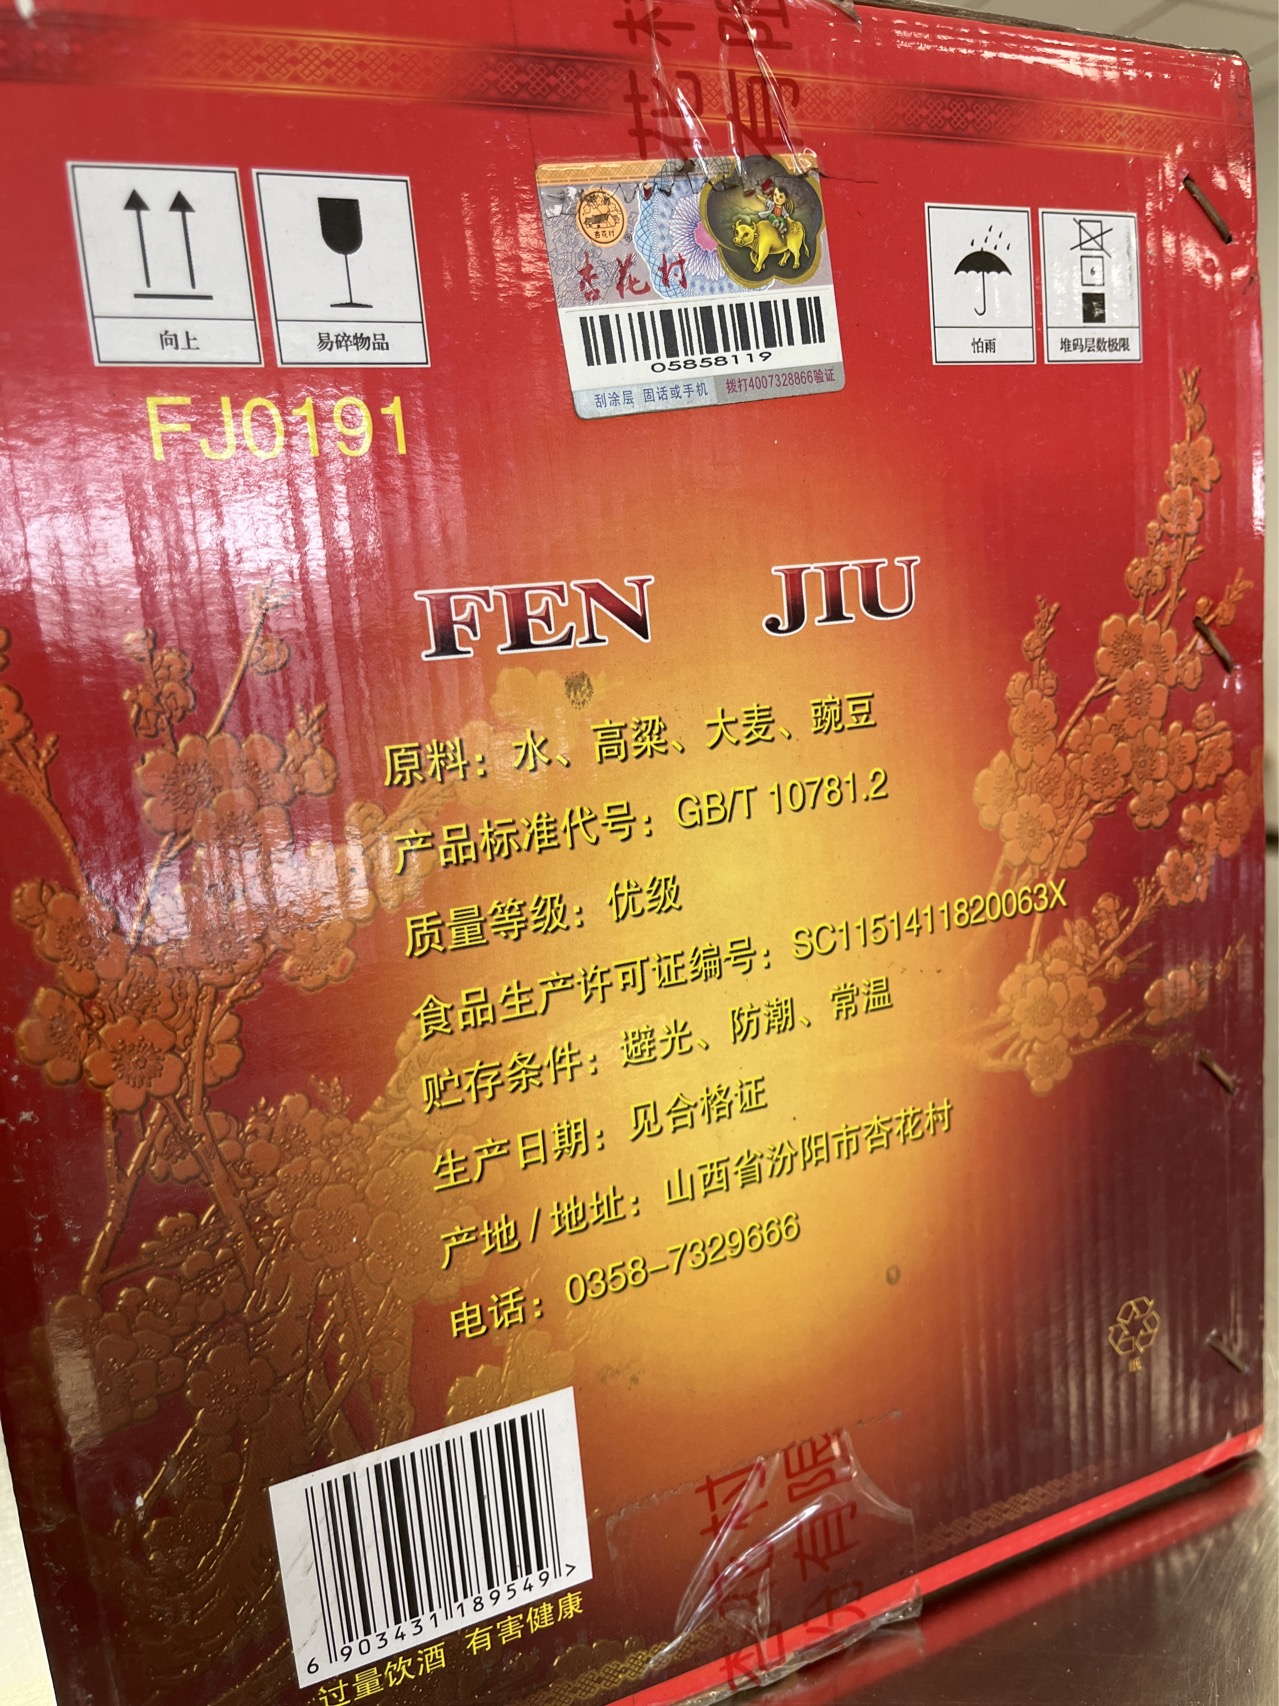 向上
易碎物品
杏花村
杏花村
05858119
刮涂层 固话或手机 拨打4007328866验证
怕雨
堆码层数极限
FJ0191
FEN JIU
原料：水、高粱、大麦、豌豆
产品标准代号：GB/T 10781.2
质量等级：优级
食品生产许可证编号：SC1151411820063X
贮存条件：避光、防潮、常温
生产日期：见合格证
产地/地址：山西省汾阳市杏花村
电话：0358-7329666
纸
6 903431 189549 >
过量饮酒 有害健康